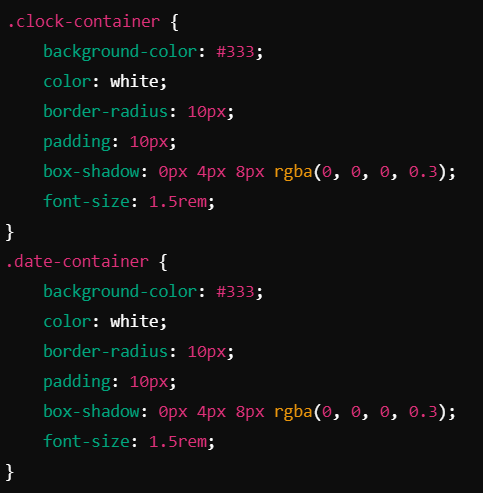 .clock-container {
    background-color: #333;
    color: white;
    border-radius: 10px;
    padding: 10px;
    box-shadow: 0px 4px 8px rgba(0, 0, 0, 0.3);
    font-size: 1.5rem;
}
.date-container {
    background-color: #333;
    color: white;
    border-radius: 10px;
    padding: 10px;
    box-shadow: 0px 4px 8px rgba(0, 0, 0, 0.3);
    font-size: 1.5rem;
}